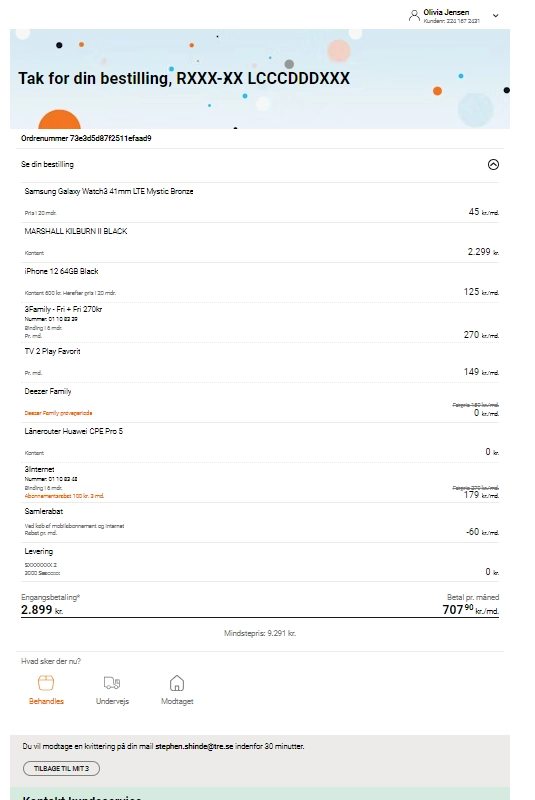 Olivia Jensen
Kundenr: 224 167 2431
Tak for din bestilling, RXXX-XX LCCCDDDXXX
Ordrenummer 73e3d5d87f2511efaad9
Se din bestilling
Samsung Galaxy Watch3 41mm LTE Mystic Bronze
Pris i 20 mdr.
45 kr./md.
MARSHALL KILBURN II BLACK
Kontant
2.299 kr.
iPhone 12 64GB Black
Kontant 600 kr. Herefter pris i 30 mdr.
125 kr./md.
3Family - Fri + Fri 270kr
Nummer: 01 10 83 39
Binding i 6 mdr.
Pr. md.
270 kr./md.
TV 2 Play Favorit
Pr. md.
149 kr./md.
Deezer Family
Førpris 150 kr./md.
Deezer Family prøveperiode
0 kr./md.
Lånerouter Huawei CPE Pro 5
Kontant
0 kr.
3Internet
Nummer: 01 10 83 48
Binding i 6 mdr.
Førpris 279 kr./md.
Abonnementsrabat 100 kr. 3 md.
179 kr./md.
Samlerabat
Ved køb af mobilabonnement og internet
Rabat pr. md.
-60 kr./md.
Levering
SXXXXXXX 2
0 kr.
Engangsbetaling*
Betal pr. måned
2.899 kr.
707 90 kr./md.
Mindstepris: 9.291 kr.
Hvad sker der nu?
Behandles
Undervejs
Modtaget
Du vil modtage en kvittering på din mail stephen.shinde@tre.se indenfor 30 minutter.
TILBAGE TIL MIT 3
Kontakt kundeservice